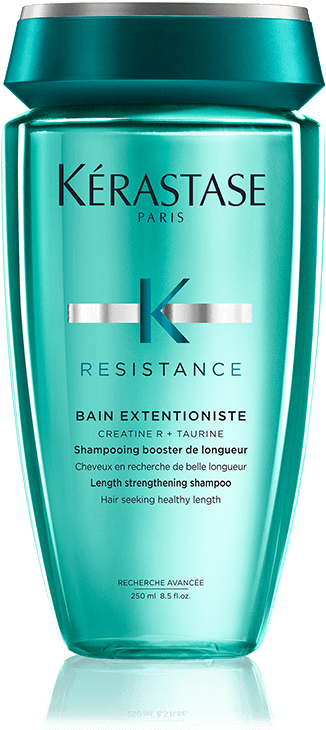 KÉRASTASE
PARIS
K
RESISTANCE
BAIN EXTENTIONISTE
CREATINE R + TAURINE
Shampooing booster de longueur
Cheveux en recherche de belle longueur
Length strengthening shampoo
Hair seeking healthy length
RECHERCHE AVANCÉE
250 ml 8.5 fl.oz.